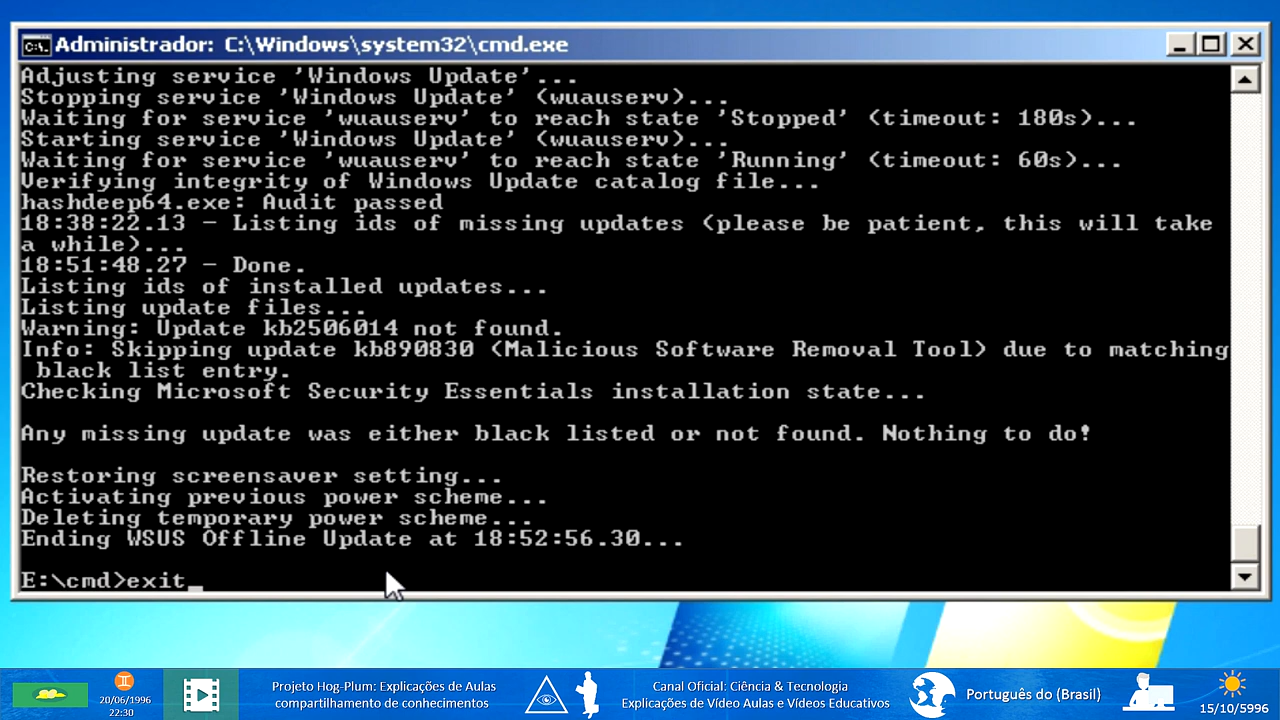 Administrador: C:\Windows\system32\cmd.exe
Adjusting service 'Windows Update'...
Stopping service 'Windows Update' (wuauserv)...
Waiting for service 'wuauserv' to reach state 'Stopped' (timeout: 180s)...
Starting service 'Windows Update' (wuauserv)...
Waiting for service 'wuauserv' to reach state 'Running' (timeout: 60s)...
Verifying integrity of Windows Update catalog file...
hashdeep64.exe: Audit passed
18:38:22.13 - Listing ids of missing updates (please be patient, this will take
a while)...
18:51:48.27 - Done.
Listing ids of installed updates...
Listing update files...
Warning: Update kb2506014 not found.
Info: Skipping update kb890830 (Malicious Software Removal Tool) due to matching
black list entry.
Checking Microsoft Security Essentials installation state...
Any missing update was either black listed or not found. Nothing to do!
Restoring screensaver setting...
Activating previous power scheme...
Deleting temporary power scheme...
Ending WSUS Offline Update at 18:52:56.30...
E:\cmd>exit_
20/06/1996
22:30
Projeto Hog-Plum: Explicações de Aulas
compartilhamento de conhecimentos
Canal Oficial: Ciência & Tecnologia
Explicações de Vídeo Aulas e Vídeos Educativos
Português do (Brasil)
15/10/5996